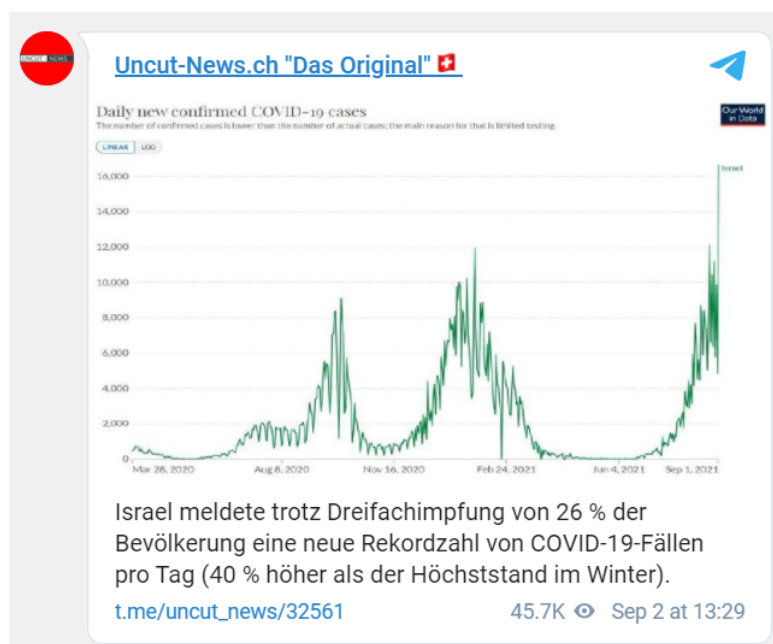 UNCUT NEWS
Uncut-News.ch "Das Original"
Daily new confirmed COVID-19 cases
The number of confirmed cases is lower than the number of actual cases; the main reason for that is limited testing.
Our World
in Data
LINEAR LOG
Israel
16,000
14,000
12,000
10,000
8,000
6,000
4,000
2,000
0
Mar 28, 2020 Aug 8, 2020 Nov 16, 2020 Feb 24, 2021 Jun 4, 2021 Sep 1, 2021
Israel meldete trotz Dreifachimpfung von 26 % der
Bevölkerung eine neue Rekordzahl von COVID-19-Fällen
pro Tag (40 % höher als der Höchststand im Winter).
t.me/uncut_news/32561 45.7K Sep 2 at 13:29